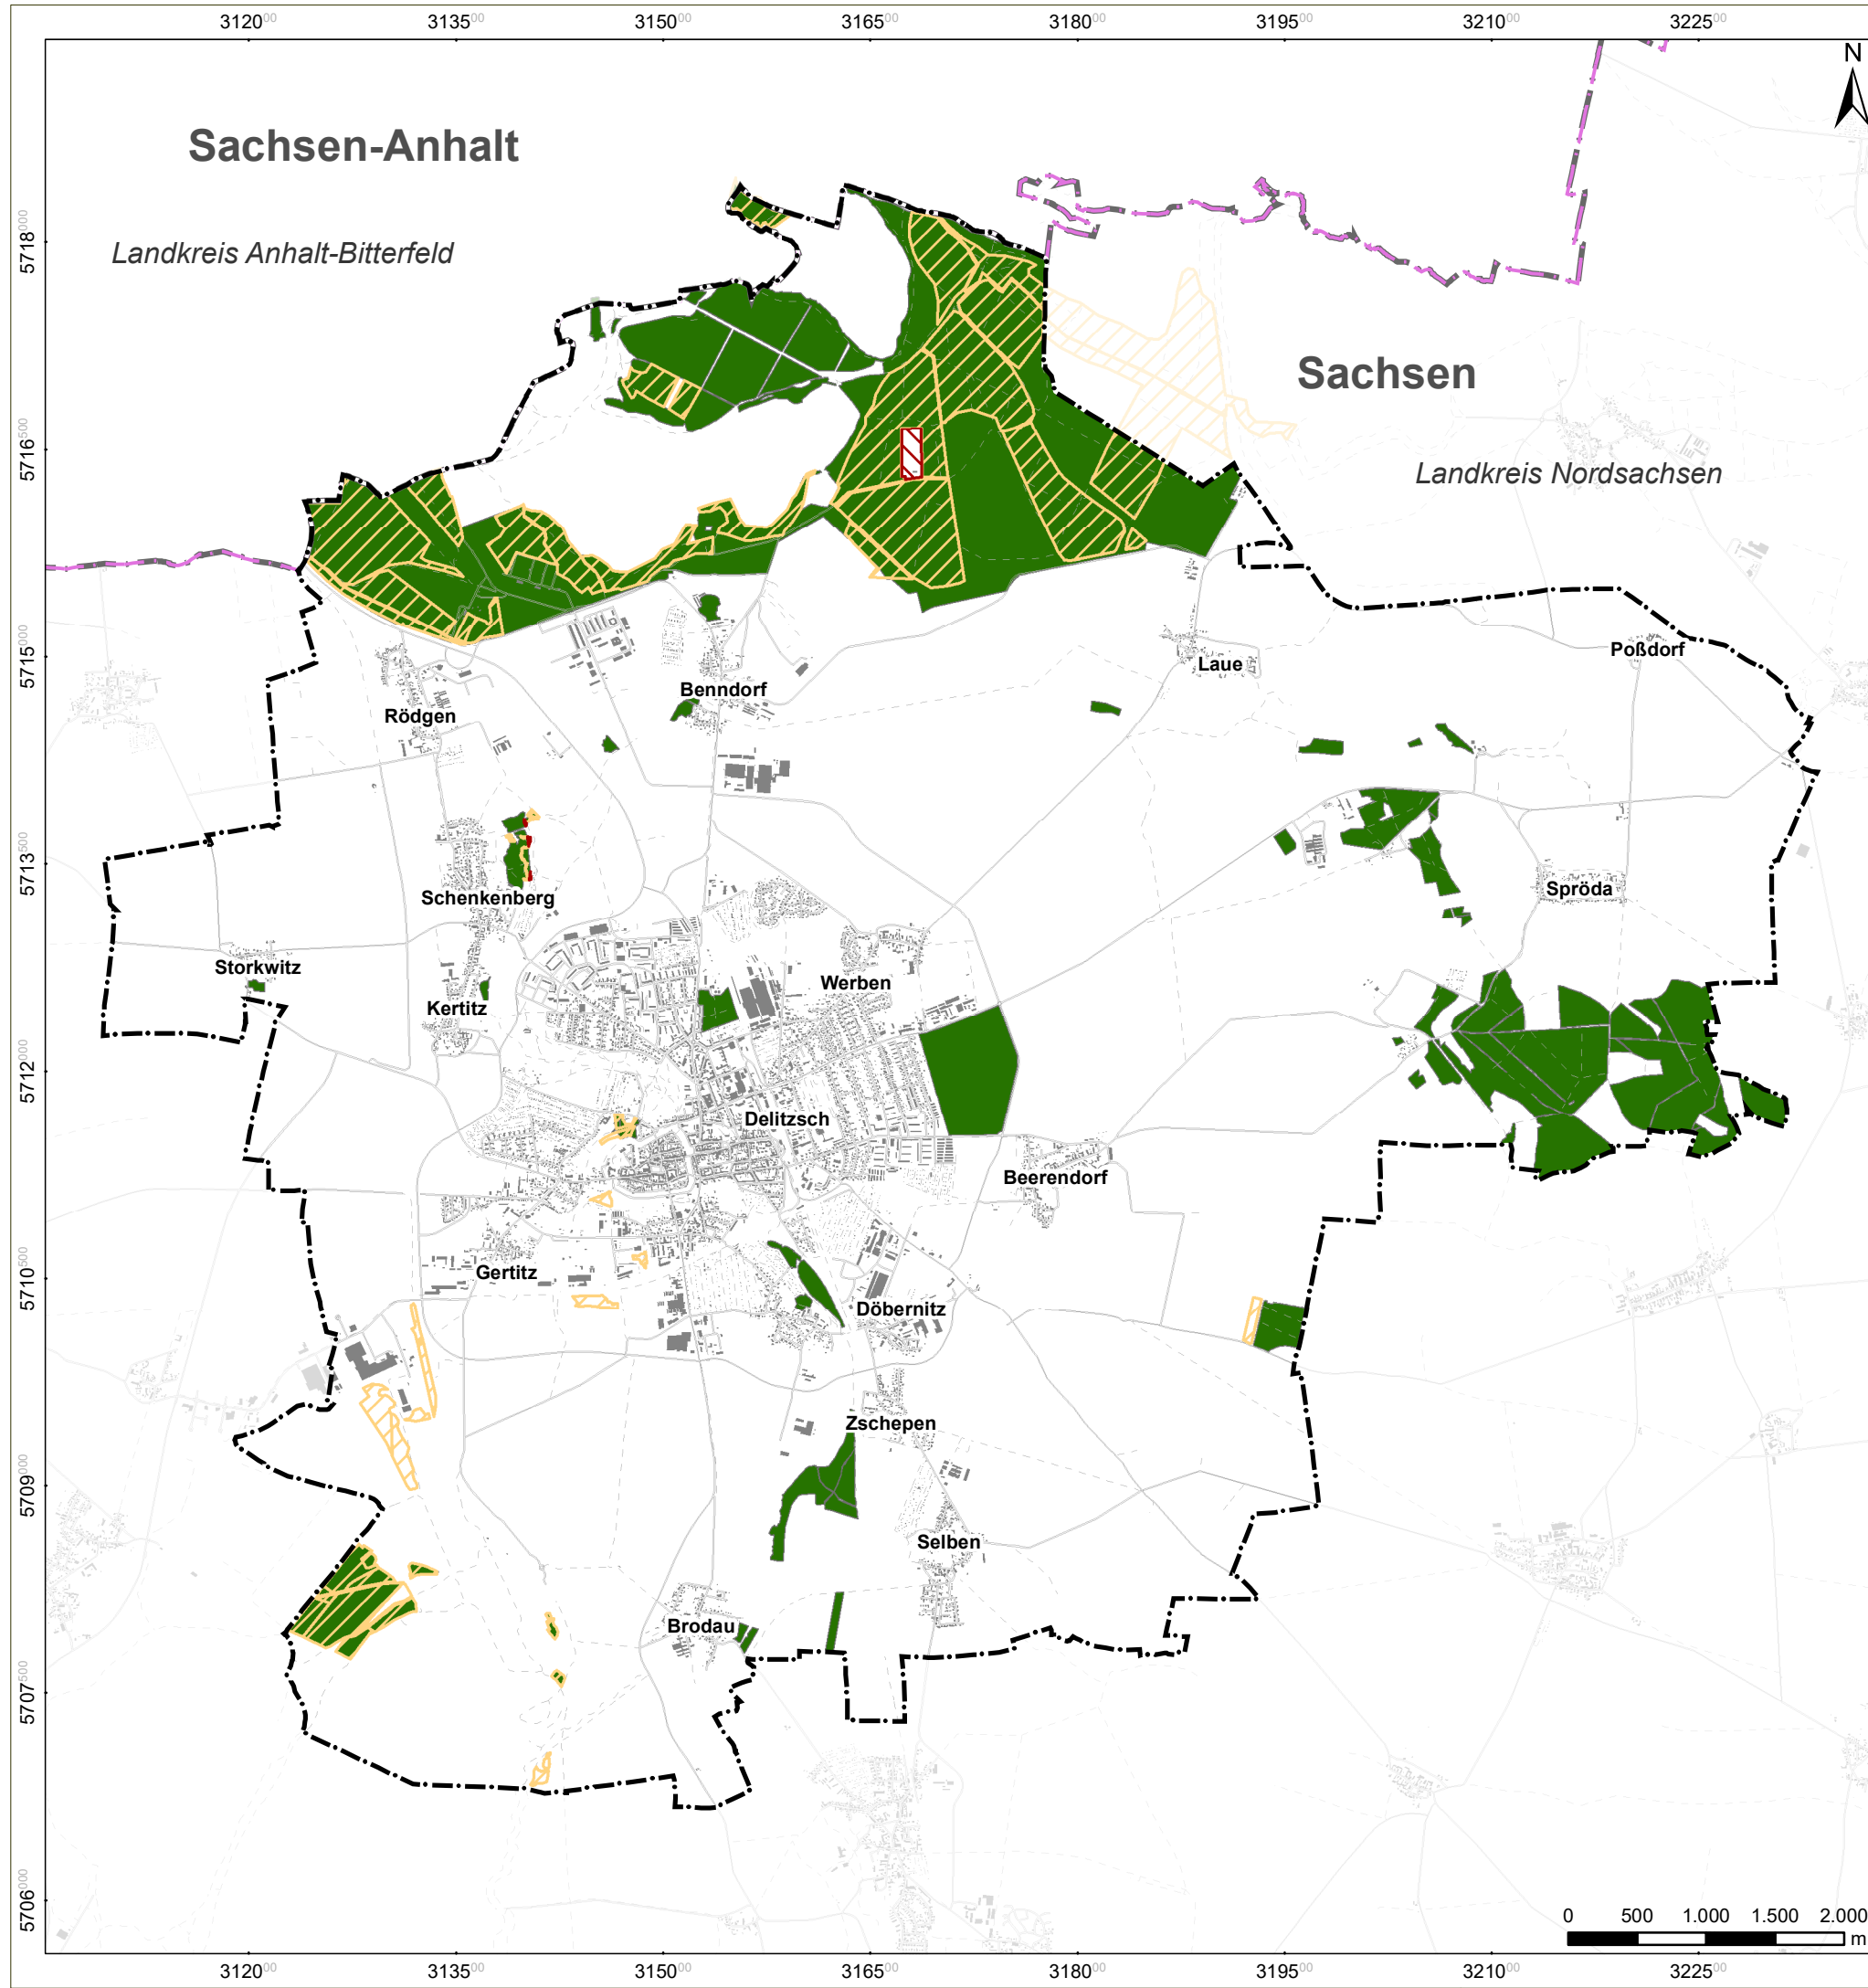 3120⁰⁰ 3135⁰⁰ 3150⁰⁰ 3165⁰⁰ 3180⁰⁰ 3195⁰⁰ 3210⁰⁰ 3225⁰⁰
N
Sachsen-Anhalt
5718⁰⁰⁰
Landkreis Anhalt-Bitterfeld
Sachsen
5716⁵⁰⁰
Landkreis Nordsachsen
5715⁰⁰⁰
Poßdorf
Laue
Benndorf
Rödgen
5713⁵⁰⁰
Spröda
Schenkenberg
Storkwitz
Werben
Kertitz
5712⁰⁰⁰
Delitzsch
Beerendorf
5710⁵⁰⁰
Gertitz
Döbernitz
Zschepen
5709⁰⁰⁰
Selben
Brodau
5707⁵⁰⁰
5706⁰⁰⁰
0 500 1.000 1.500 2.000
m
3120⁰⁰ 3135⁰⁰ 3150⁰⁰ 3165⁰⁰ 3180⁰⁰ 3195⁰⁰ 3210⁰⁰ 3225⁰⁰